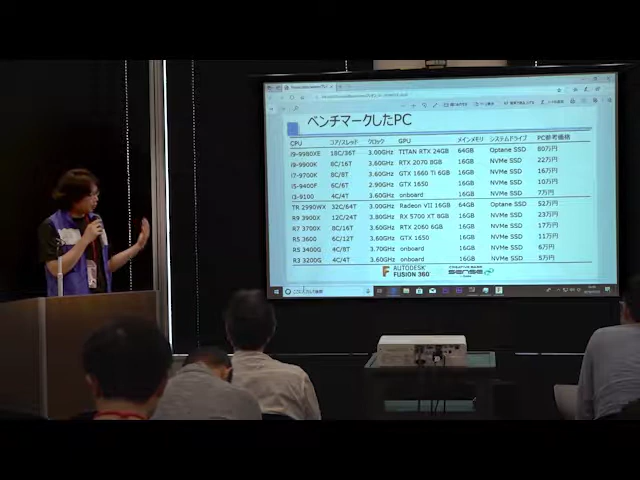 ベンチマークしたPC
CPU コア/スレッド クロック GPU メインメモリ システムドライブ PC参考価格
i9-9980XE 18C/36T 3.00GHz TITAN RTX 24GB 64GB Optane SSD 80万円
i9-9900K 8C/16T 3.60GHz RTX 2070 8GB 16GB NVMe SSD 22万円
i7-9700K 8C/8T 3.60GHz GTX 1660 Ti 6GB 16GB NVMe SSD 16万円
i5-9400F 6C/6T 2.90GHz GTX 1650 16GB NVMe SSD 10万円
i3-9100 4C/4T 3.60GHz onboard 16GB NVMe SSD 7万円
TR 2990WX 32C/64T 3.00GHz Radeon VII 16GB 64GB Optane SSD 52万円
R9 3900X 12C/24T 3.80GHz RX 5700 XT 8GB 16GB NVMe SSD 23万円
R7 3700X 8C/16T 3.60GHz RTX 2060 6GB 16GB NVMe SSD 17万円
R5 3600 6C/12T 3.60GHz GTX 1650 16GB NVMe SSD 11万円
R5 3400G 4C/8T 3.70GHz onboard 16GB NVMe SSD 6万円
R3 3200G 4C/4T 3.60GHz onboard 16GB NVMe SSD 5万円
AUTODESK
FUSION 360
CREATIVE BASE
SENSE